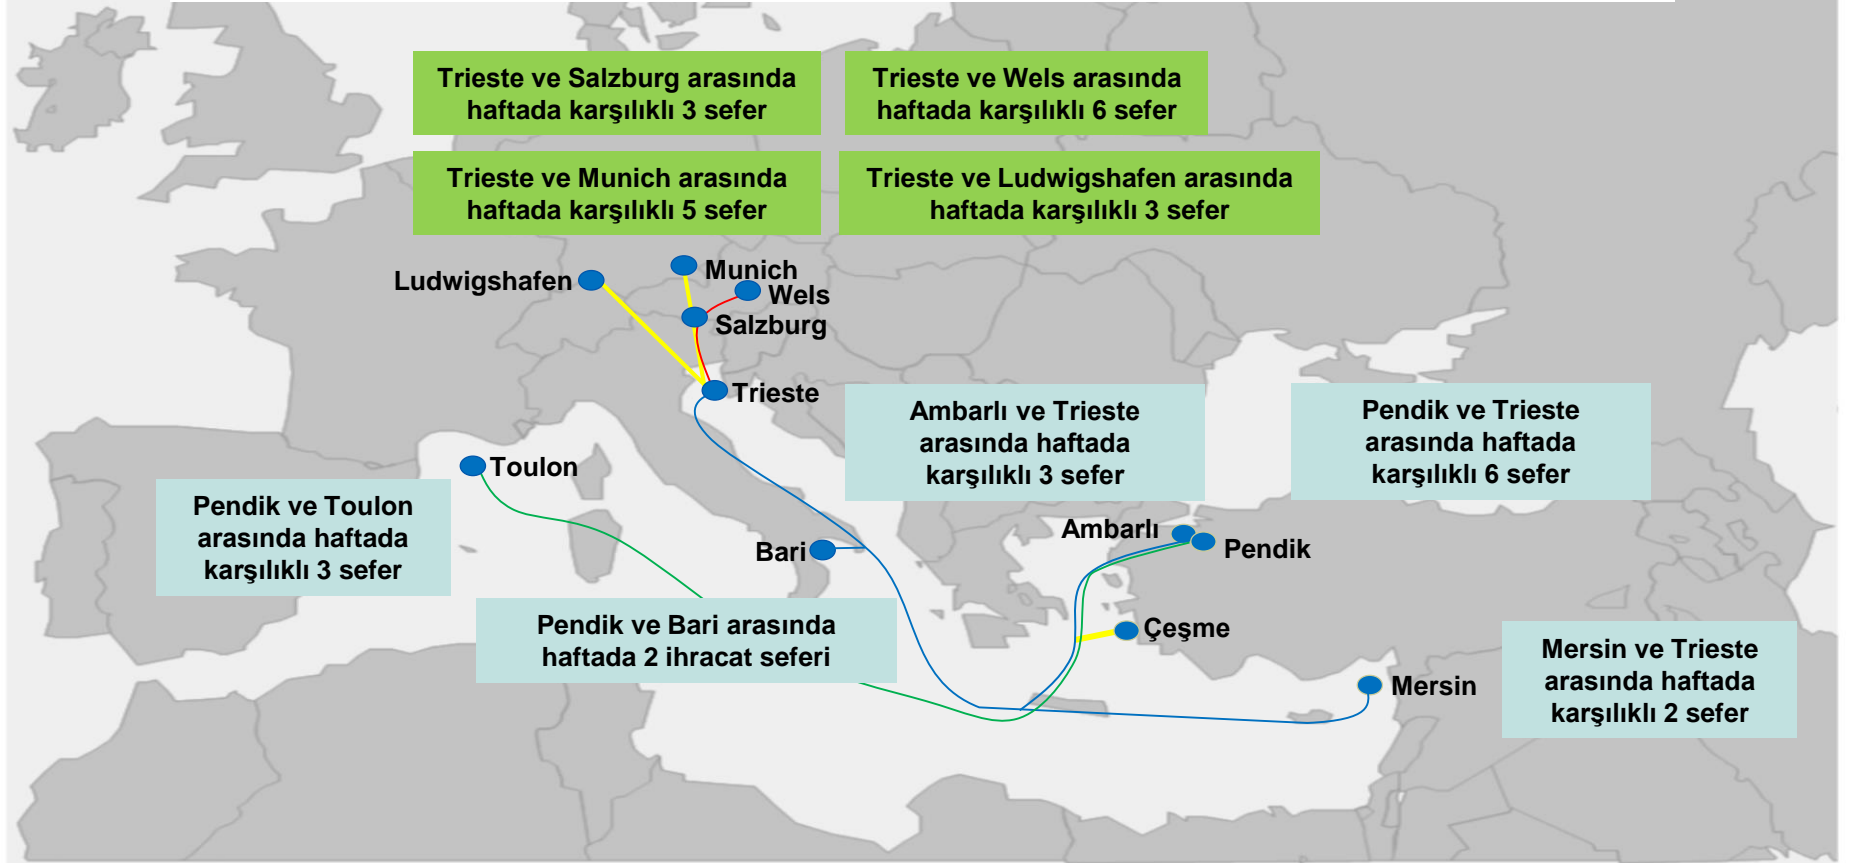 Trieste ve Salzburg arasında
haftada karşılıklı 3 sefer
Trieste ve Wels arasında
haftada karşılıklı 6 sefer
Trieste ve Munich arasında
haftada karşılıklı 5 sefer
Trieste ve Ludwigshafen arasında
haftada karşılıklı 3 sefer
Ludwigshafen
Munich
Wels
Salzburg
Trieste
Ambarlı ve Trieste
arasında haftada
karşılıklı 3 sefer
Pendik ve Trieste
arasında haftada
karşılıklı 6 sefer
Toulon
Pendik ve Toulon
arasında haftada
karşılıklı 3 sefer
Bari
Ambarlı
Pendik
Pendik ve Bari arasında
haftada 2 ihracat seferi
Çeşme
Mersin
Mersin ve Trieste
arasında haftada
karşılıklı 2 sefer